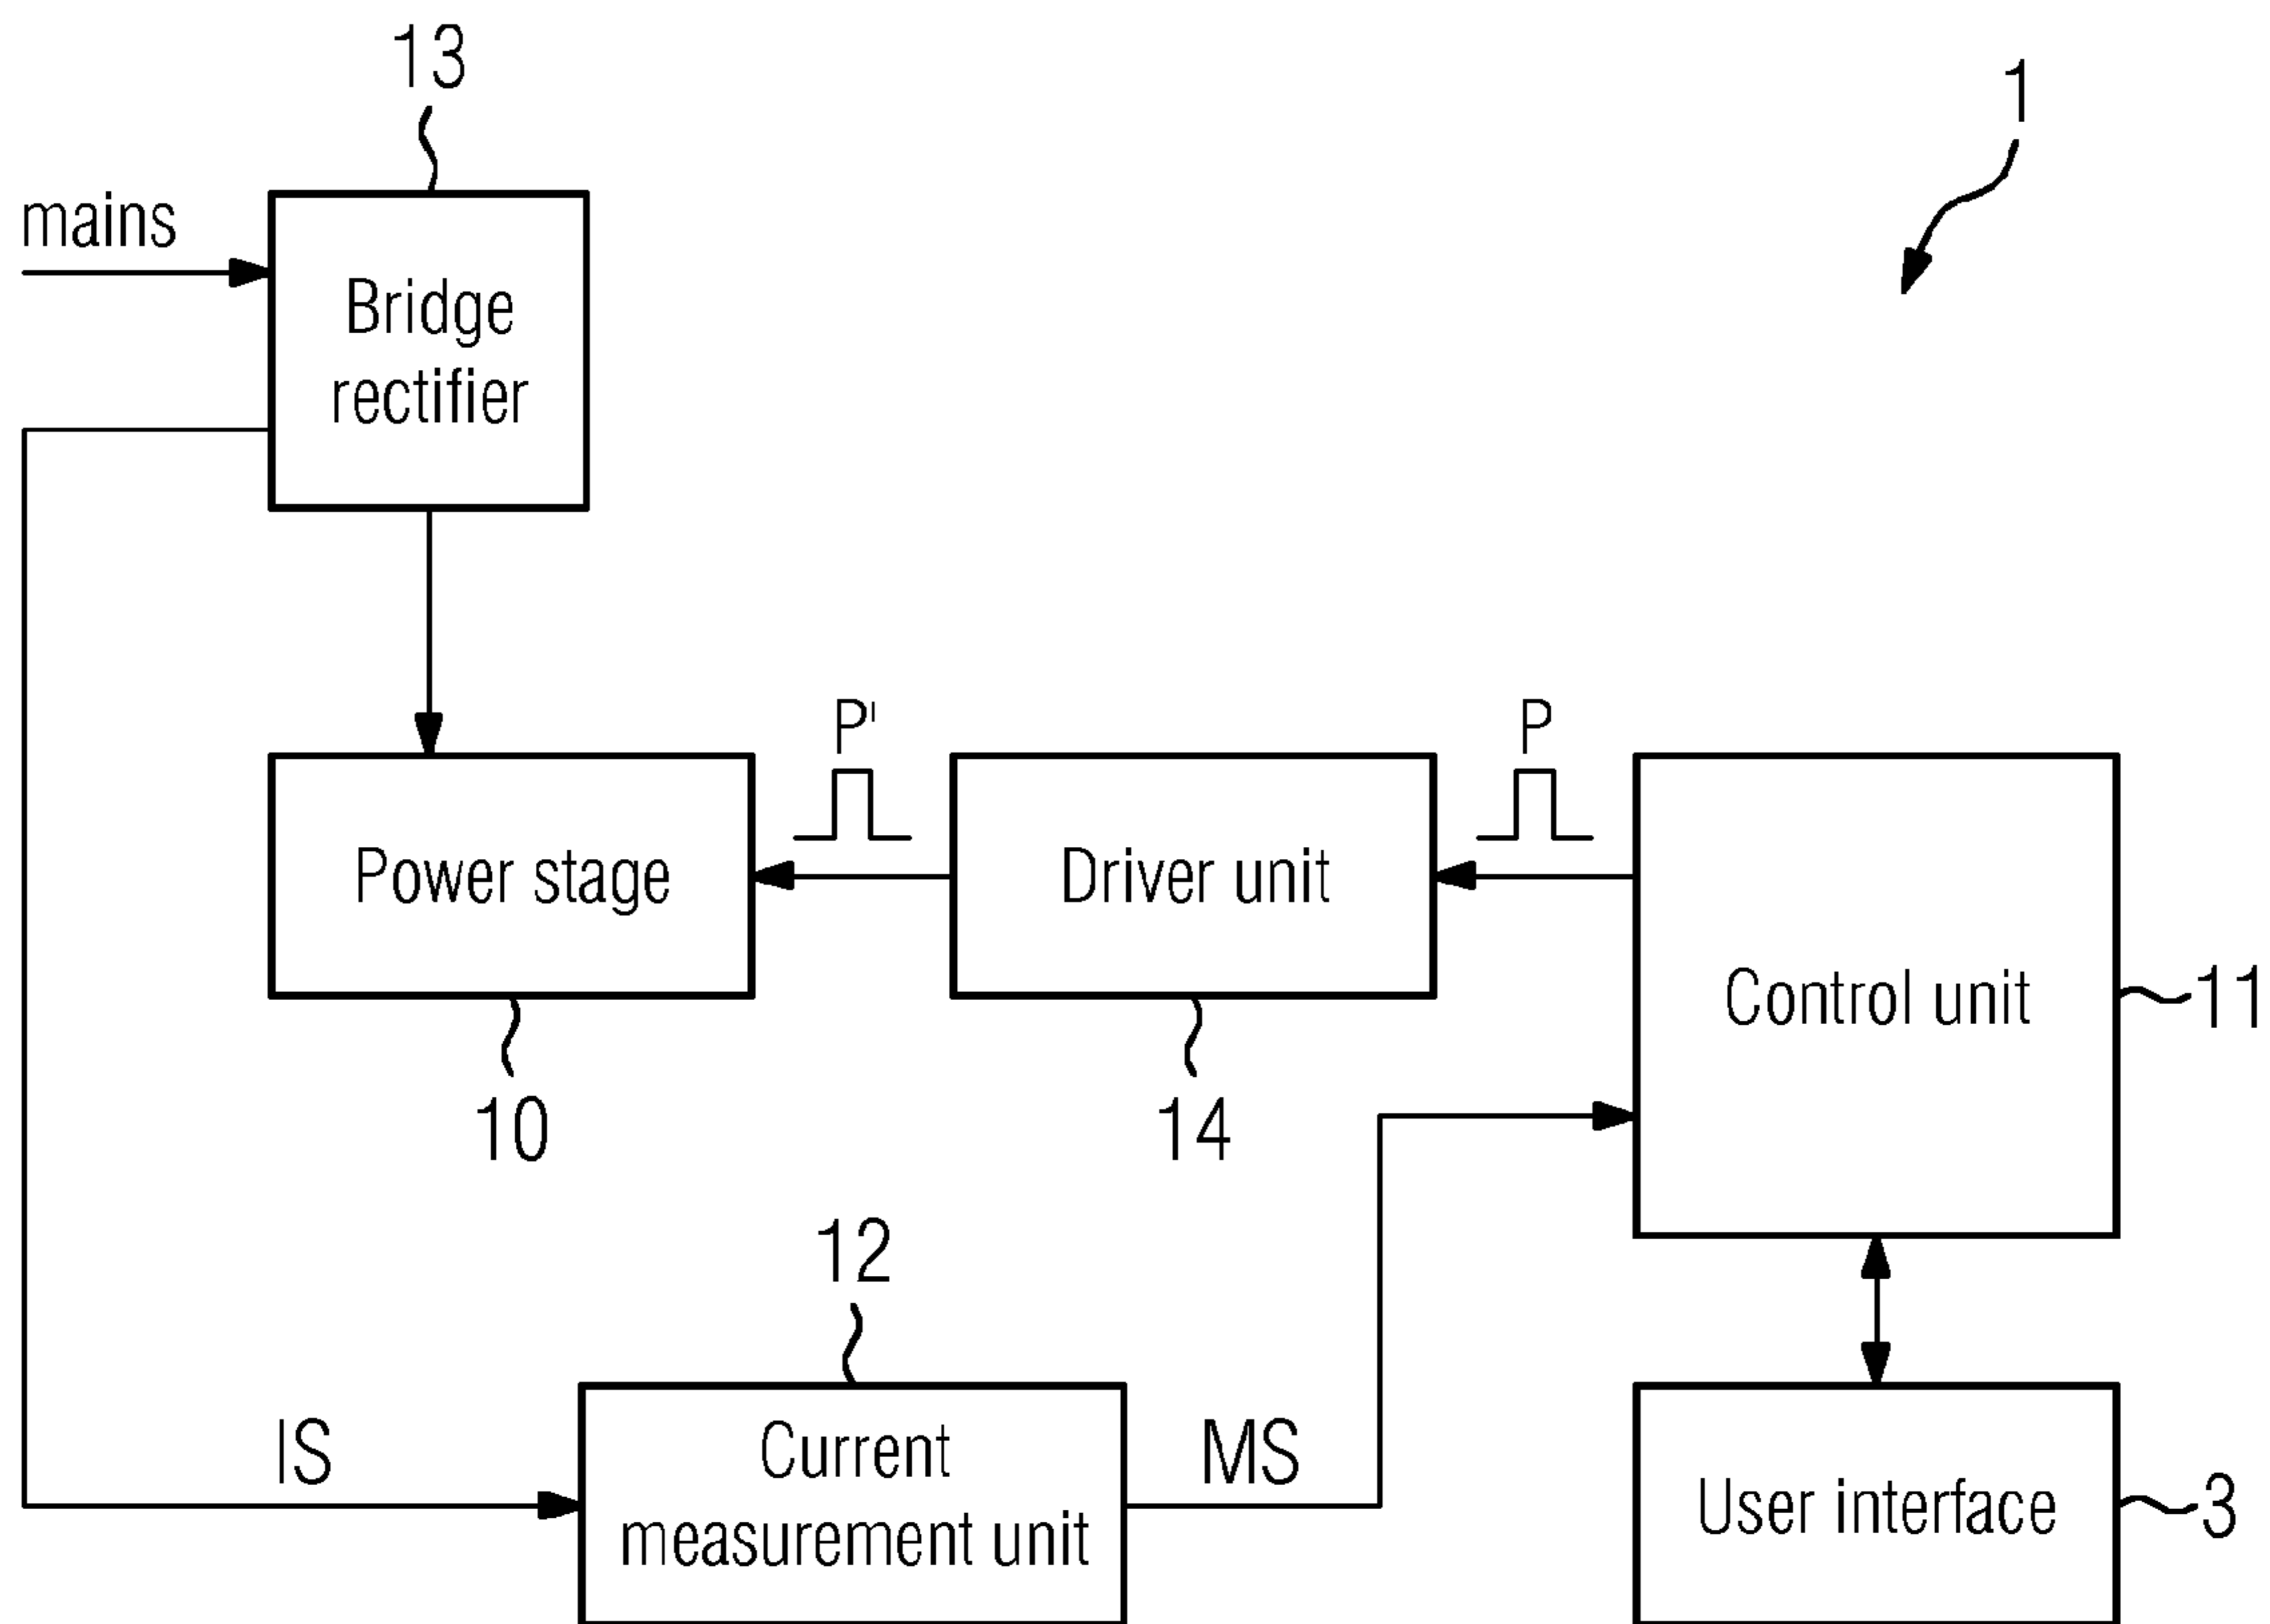 13
1
mains
Bridge
rectifier
P'
P
Power stage
Driver unit
Control unit
11
10
14
12
IS
Current
measurement unit
MS
User interface
3